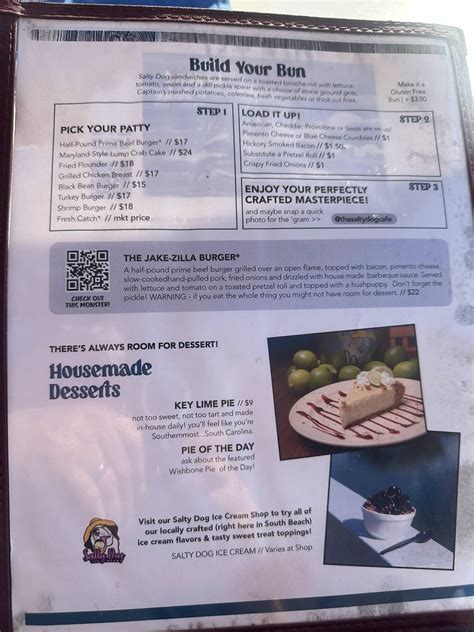 Build Your Bun
Salty Dog sandwiches are served on a toasted brioche roll with lettuce,
tomato, onion and a dill pickle spear with a choice of stone ground grits,
Captain's mashed potatoes, coleslaw, fresh vegetables or thick cut fries.
Make it a
Gluten Free
Bun | + $3.50
STEP 1
PICK YOUR PATTY
Half-Pound Prime Beef Burger* // $17
Maryland-Style Lump Crab Cake // $24
Fried Flounder // $18
Grilled Chicken Breast // $17
Black Bean Burger // $15
Turkey Burger // $17
Shrimp Burger // $18
Fresh Catch* // mkt price
LOAD IT UP!
STEP 2
American, Cheddar, Provolone or Swiss are on us!
Pimento Cheese or Blue Cheese Crumbles // $1
Hickory Smoked Bacon // $1.50
Substitute a Pretzel Roll // $1
Crispy Fried Onions // $1
STEP 3
ENJOY YOUR PERFECTLY
CRAFTED MASTERPIECE!
and maybe snap a quick
photo for the 'gram >> @thesaltydogcafe
CHECK OUT
THIS MONSTER!
THE JAKE-ZILLA BURGER*
A half-pound prime beef burger grilled over an open flame, topped with bacon, pimento cheese,
slow-cookedhand-pulled pork, fried onions and drizzled with house made barbeque sauce. Served
with lettuce and tomato on a toasted pretzel roll and topped with a hushpuppy. Don't forget the
pickle! WARNING - if you eat the whole thing you might not have room for dessert. // $22
THERE'S ALWAYS ROOM FOR DESSERT!
Housemade
Desserts
KEY LIME PIE // $9
not too sweet, not too tart and made
in-house daily! you'll feel like you're
Southernmost...South Carolina.
PIE OF THE DAY
ask about the featured
Wishbone Pie of the Day!
Salty Dog
Visit our Salty Dog Ice Cream Shop to try all of
our locally crafted (right here in South Beach)
ice cream flavors & tasty sweet treat toppings!
SALTY DOG ICE CREAM // Varies at Shop